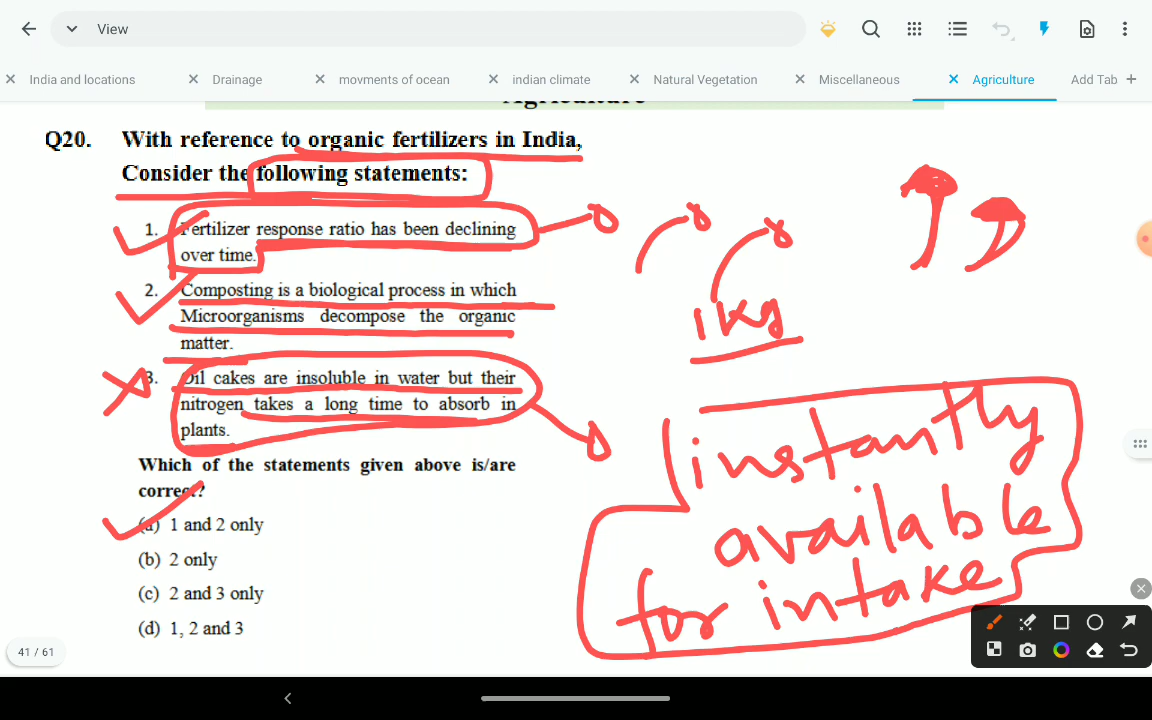 View
India and locations
Drainage
movments of ocean
indian climate
Natural Vegetation
Miscellaneous
Agriculture
Add Tab +
Agriculture
Q20. With reference to organic fertilizers in India,
Consider the following statements:
1. Fertilizer response ratio has been declining
over time.
2. Composting is a biological process in which
Microorganisms decompose the organic
matter.
3. Oil cakes are insoluble in water but their
nitrogen takes a long time to absorb in
plants.
Which of the statements given above is/are
correct?
(a) 1 and 2 only
(b) 2 only
(c) 2 and 3 only
(d) 1, 2 and 3
1kg
instantly
available
for intake
41 / 61